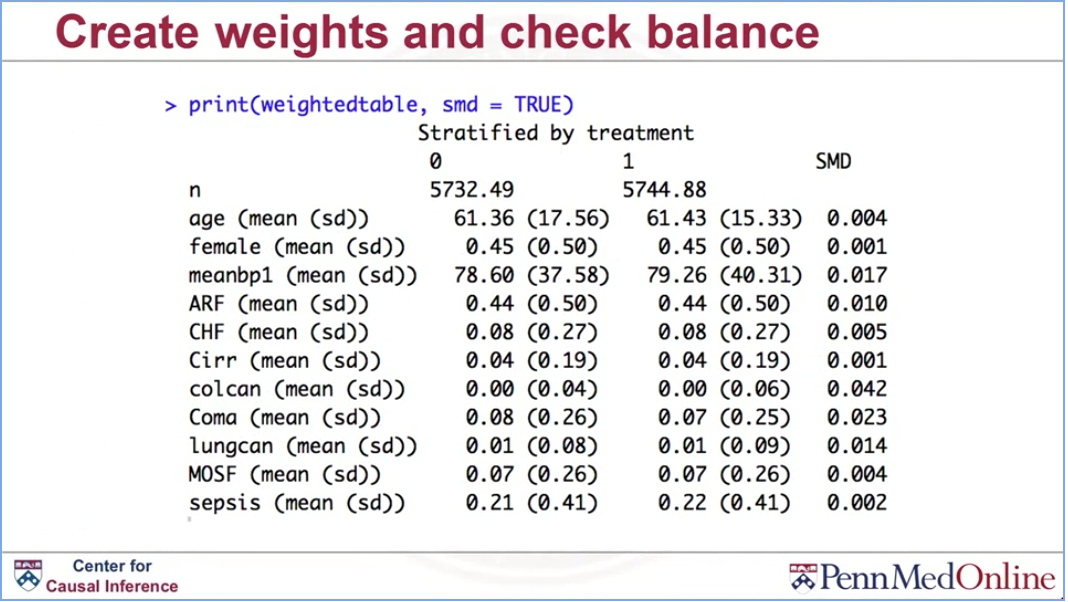 Create weights and check balance
> print(weightedtable, smd = TRUE)
Stratified by treatment
0 1 SMD
n 5732.49 5744.88
age (mean (sd)) 61.36 (17.56) 61.43 (15.33) 0.004
female (mean (sd)) 0.45 (0.50) 0.45 (0.50) 0.001
meanbp1 (mean (sd)) 78.60 (37.58) 79.26 (40.31) 0.017
ARF (mean (sd)) 0.44 (0.50) 0.44 (0.50) 0.010
CHF (mean (sd)) 0.08 (0.27) 0.08 (0.27) 0.005
Cirr (mean (sd)) 0.04 (0.19) 0.04 (0.19) 0.001
colcan (mean (sd)) 0.00 (0.04) 0.00 (0.06) 0.042
Coma (mean (sd)) 0.08 (0.26) 0.07 (0.25) 0.023
lungcan (mean (sd)) 0.01 (0.08) 0.01 (0.09) 0.014
MOSF (mean (sd)) 0.07 (0.26) 0.07 (0.26) 0.004
sepsis (mean (sd)) 0.21 (0.41) 0.22 (0.41) 0.002
Center for
Causal Inference
PennMedOnline